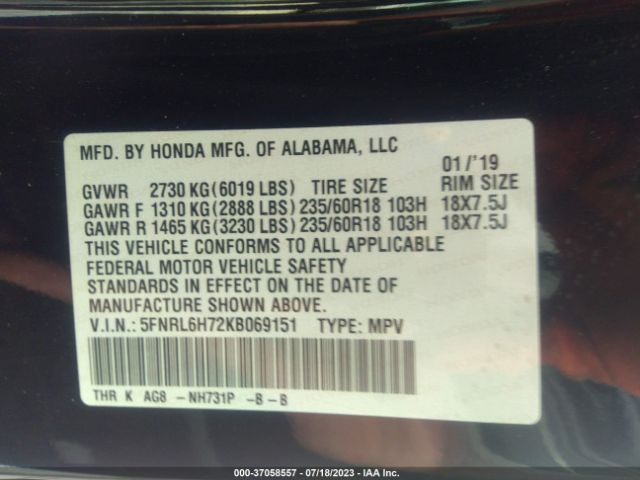 MFD. BY HONDA MFG. OF ALABAMA, LLC
01/'19
GVWR 2730 KG(6019 LBS) TIRE SIZE RIM SIZE
GAWR F 1310 KG(2888 LBS) 235/60R18 103H 18X7.5J
GAWR R 1465 KG(3230 LBS) 235/60R18 103H 18X7.5J
THIS VEHICLE CONFORMS TO ALL APPLICABLE
FEDERAL MOTOR VEHICLE SAFETY
STANDARDS IN EFFECT ON THE DATE OF
MANUFACTURE SHOWN ABOVE.
V.I.N.: 5FNRL6H72KB069151 TYPE: MPV
THR K AG8 - NH731P -B - B
000-37058557 - 07/18/2023 - IAA Inc.